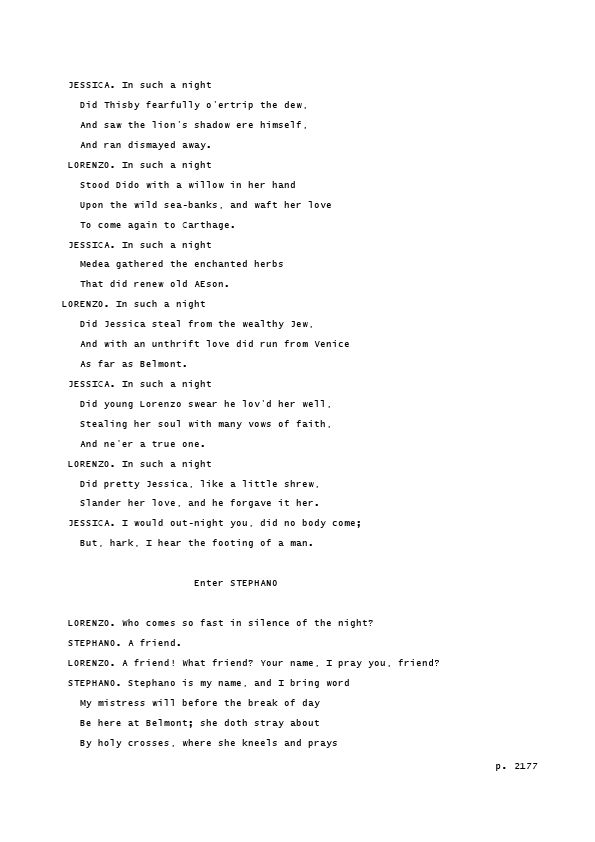 JESSICA. In such a night
Did Thisby fearfully o'ertrip the dew,
And saw the lion's shadow ere himself,
And ran dismayed away.
LORENZO. In such a night
Stood Dido with a willow in her hand
Upon the wild sea-banks, and waft her love
To come again to Carthage.
JESSICA. In such a night
Medea gathered the enchanted herbs
That did renew old AEson.
LORENZO. In such a night
Did Jessica steal from the wealthy Jew,
And with an unthrift love did run from Venice
As far as Belmont.
JESSICA. In such a night
Did young Lorenzo swear he lov'd her well,
Stealing her soul with many vows of faith,
And ne'er a true one.
LORENZO. In such a night
Did pretty Jessica, like a little shrew,
Slander her love, and he forgave it her.
JESSICA. I would out-night you, did no body come;
But, hark, I hear the footing of a man.
Enter STEPHANO
LORENZO. Who comes so fast in silence of the night?
STEPHANO. A friend.
LORENZO. A friend! What friend? Your name, I pray you, friend?
STEPHANO. Stephano is my name, and I bring word
My mistress will before the break of day
Be here at Belmont; she doth stray about
By holy crosses, where she kneels and prays
p. 2177